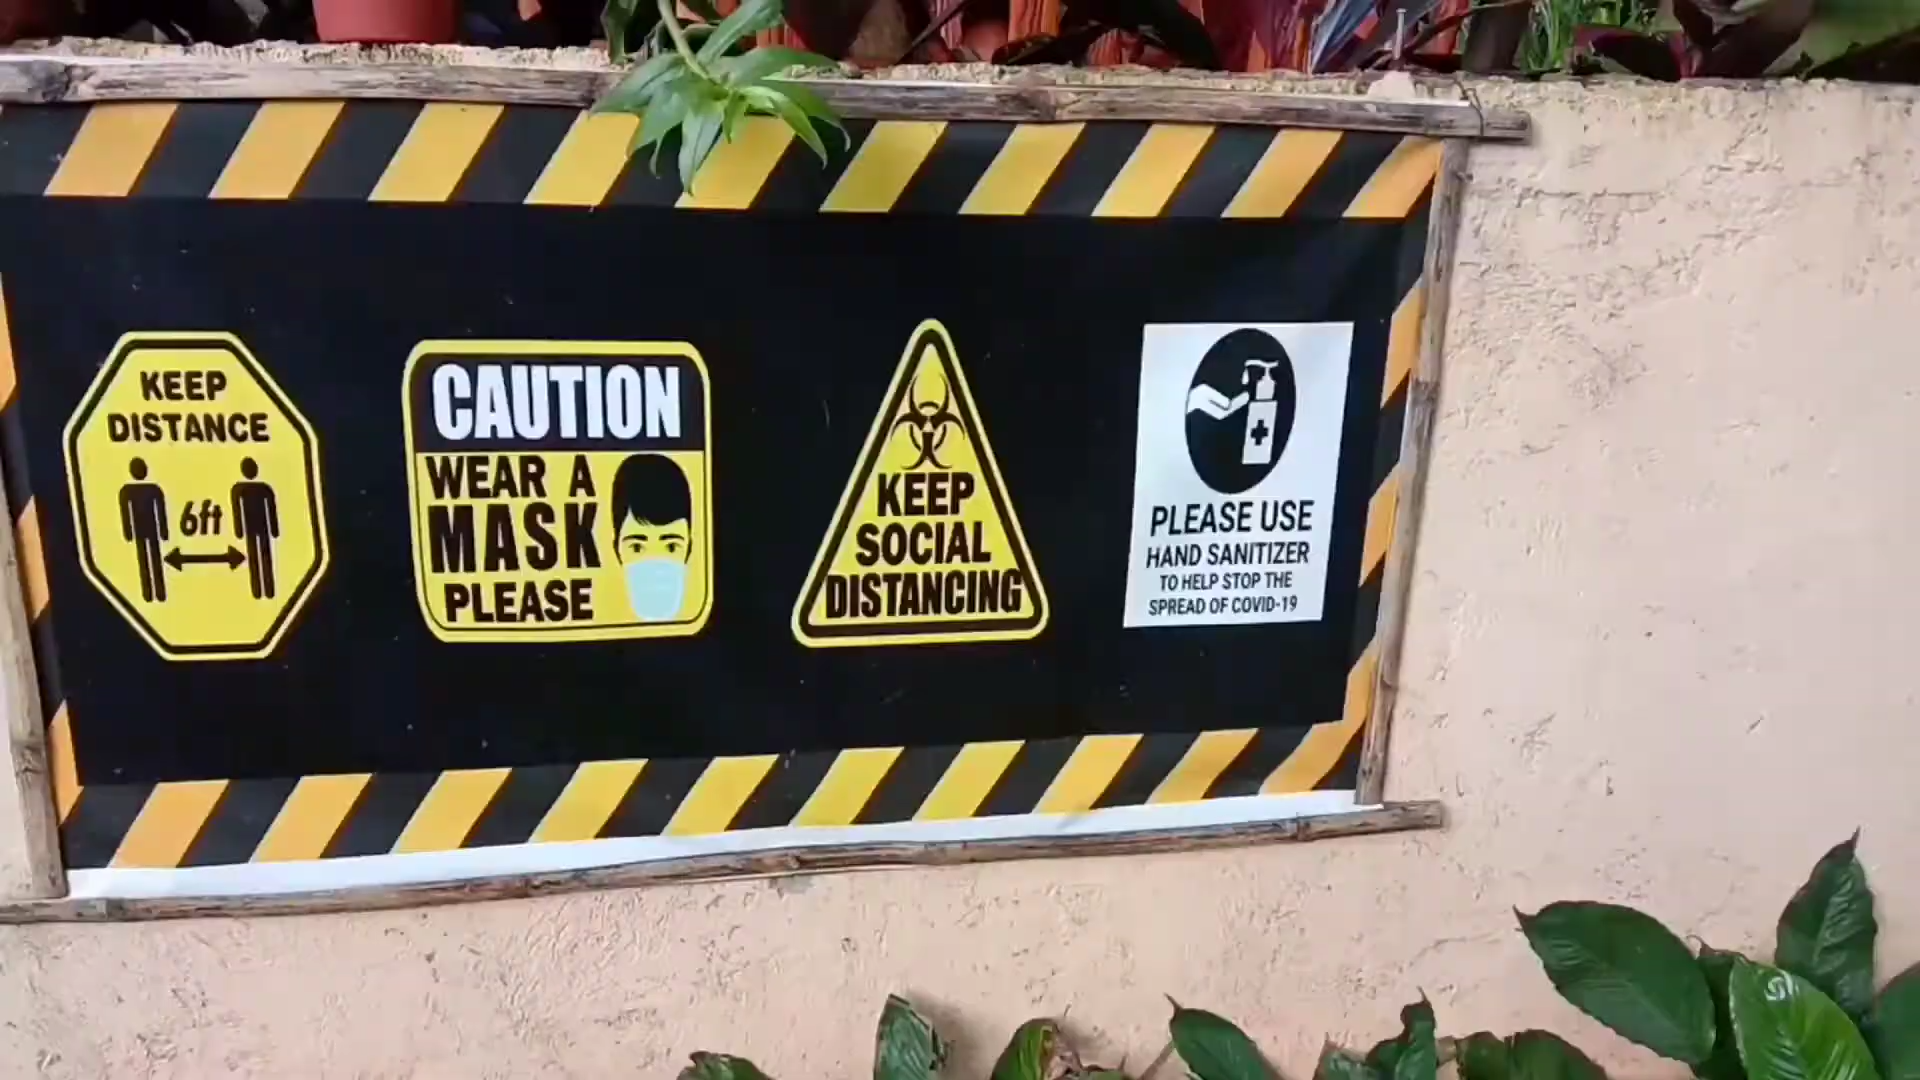 KEEP
DISTANCE
6ft
CAUTION
WEAR A
MASK
PLEASE
KEEP
SOCIAL
DISTANCING
PLEASE USE
HAND SANITIZER
TO HELP STOP THE
SPREAD OF COVID-19